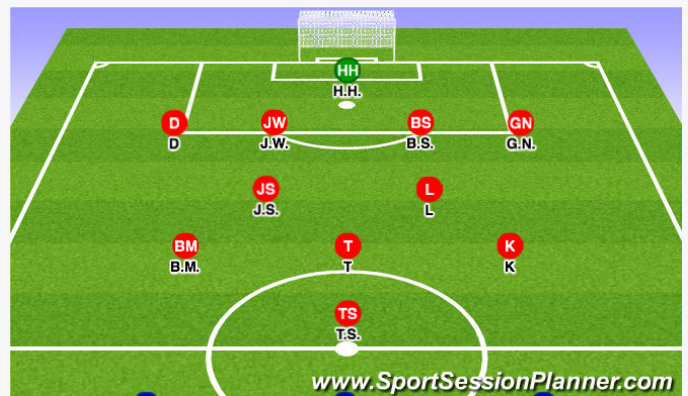 HH
H.H.
D JW BS GN
D J.W. B.S. G.N.
JS L
J.S. L
BM T K
B.M. T K
TS
T.S.
www.SportSessionPlanner.com